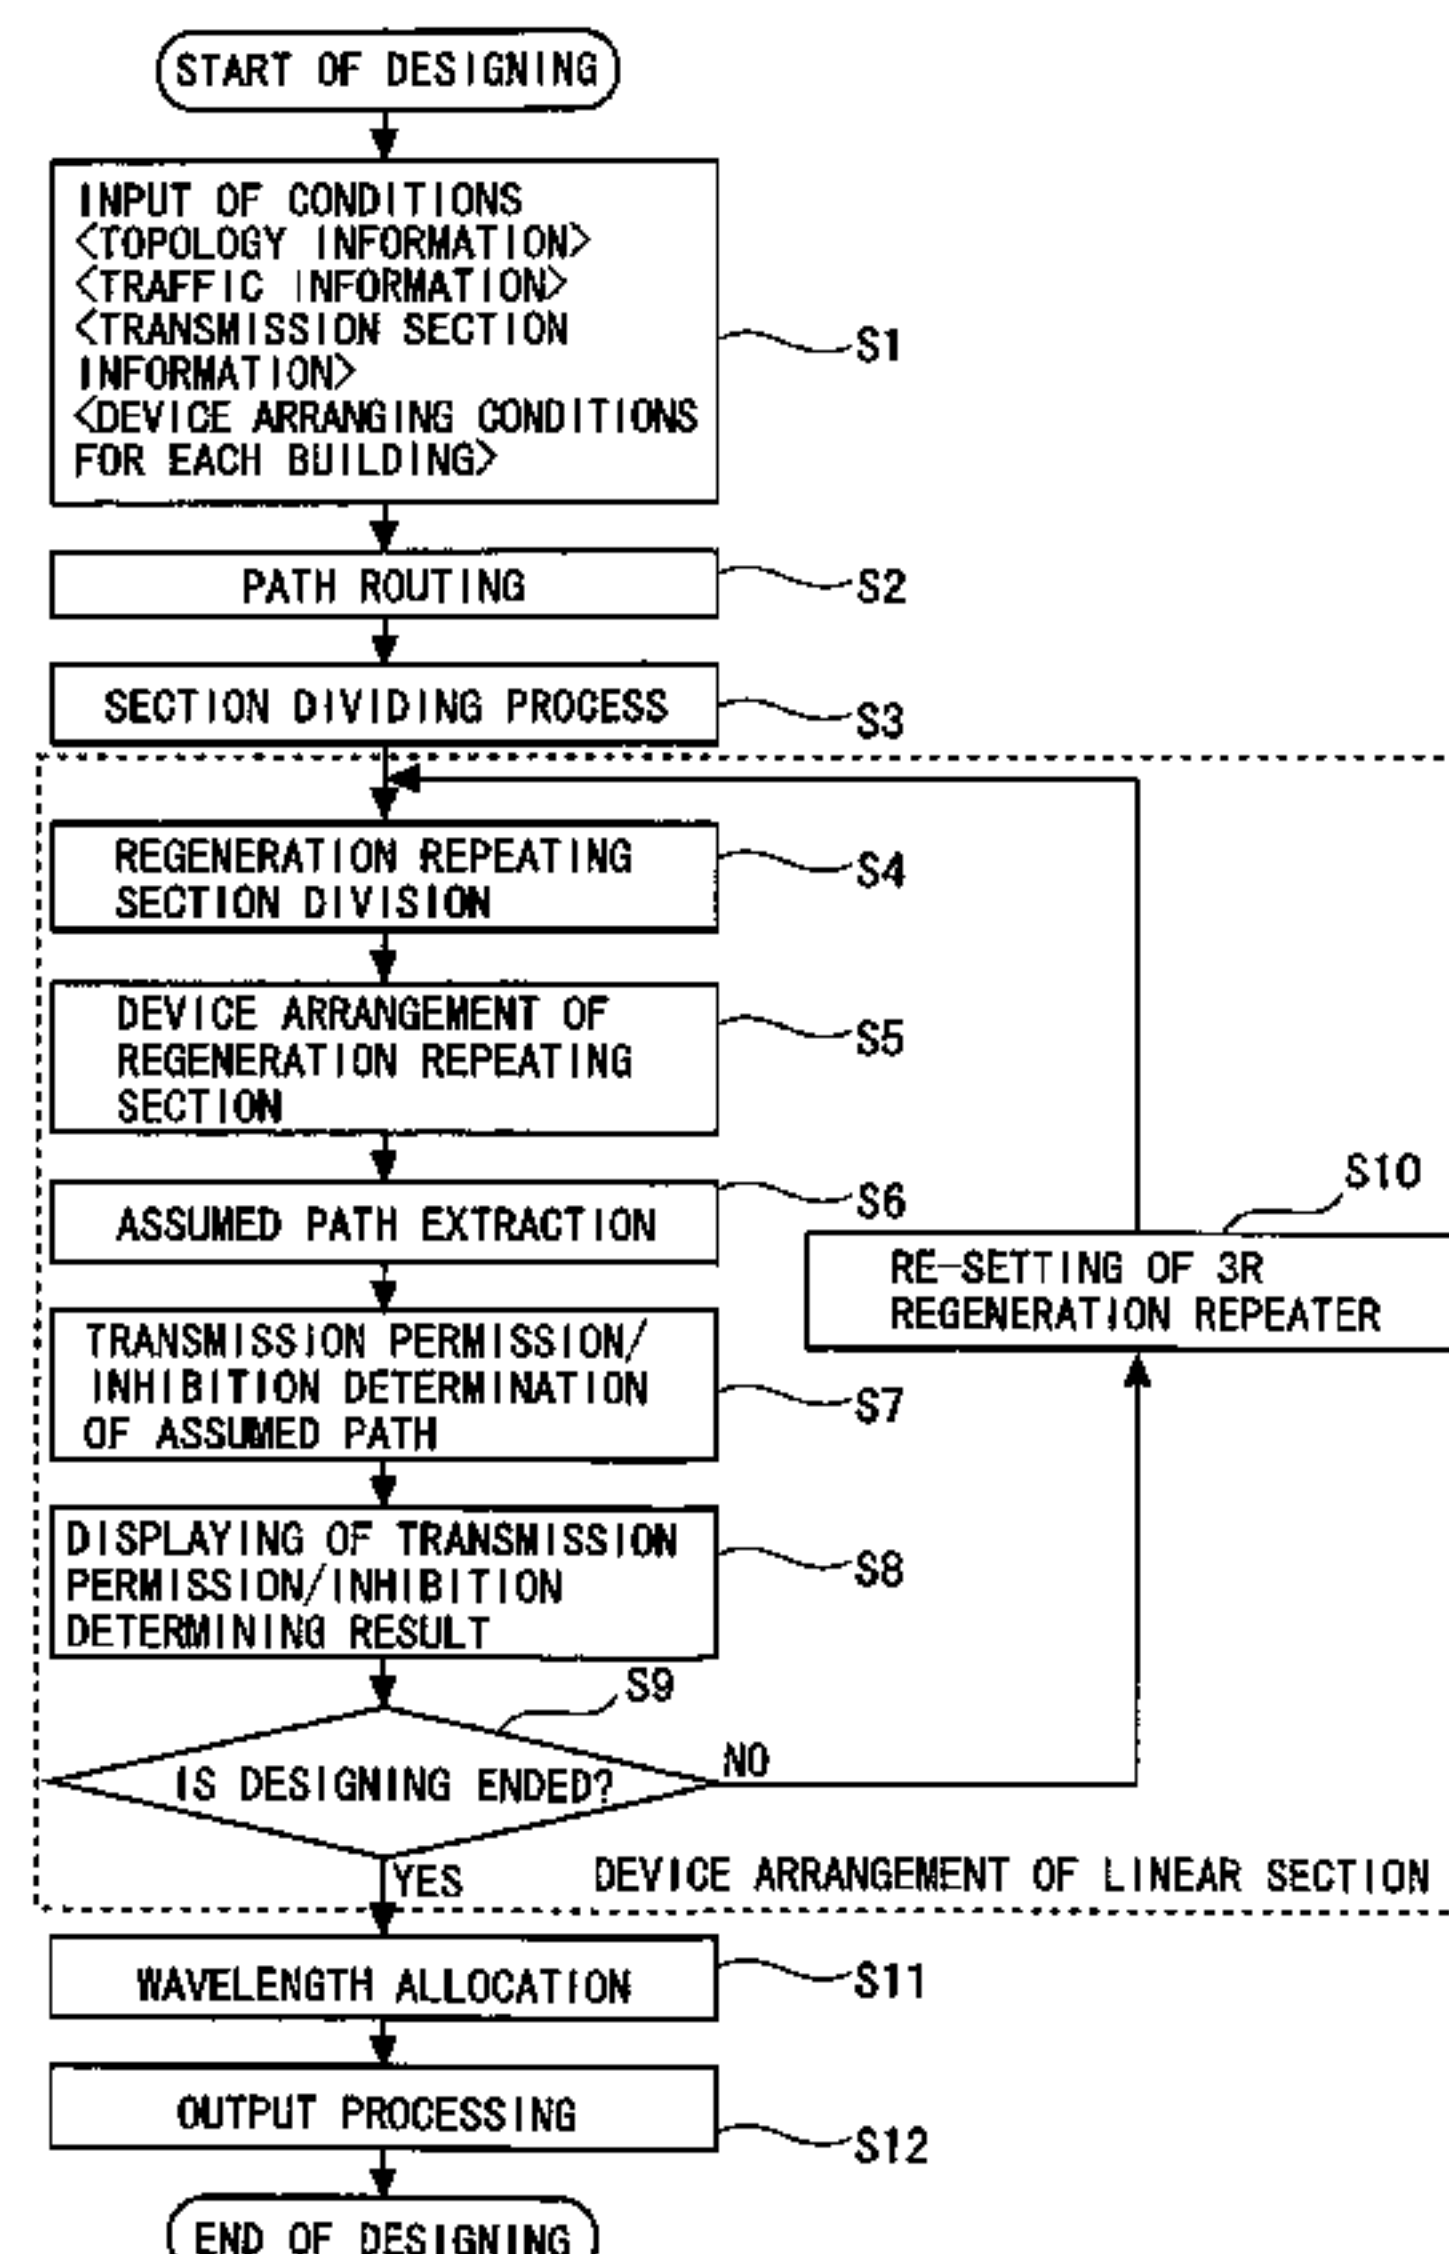 START OF DESIGNING
INPUT OF CONDITIONS
<TOPOLOGY INFORMATION>
<TRAFFIC INFORMATION>
<TRANSMISSION SECTION
INFORMATION>
<DEVICE ARRANGING CONDITIONS
FOR EACH BUILDING>
S1
PATH ROUTING
S2
SECTION DIVIDING PROCESS
S3
REGENERATION REPEATING
SECTION DIVISION
S4
DEVICE ARRANGEMENT OF
REGENERATION REPEATING
SECTION
S5
ASSUMED PATH EXTRACTION
S6
S10
RE-SETTING OF 3R
REGENERATION REPEATER
TRANSMISSION PERMISSION/
INHIBITION DETERMINATION
OF ASSUMED PATH
S7
DISPLAYING OF TRANSMISSION
PERMISSION/INHIBITION
DETERMINING RESULT
S8
S9
IS DESIGNING ENDED?
NO
YES
DEVICE ARRANGEMENT OF LINEAR SECTION
WAVELENGTH ALLOCATION
S11
OUTPUT PROCESSING
S12
END OF DESIGNING